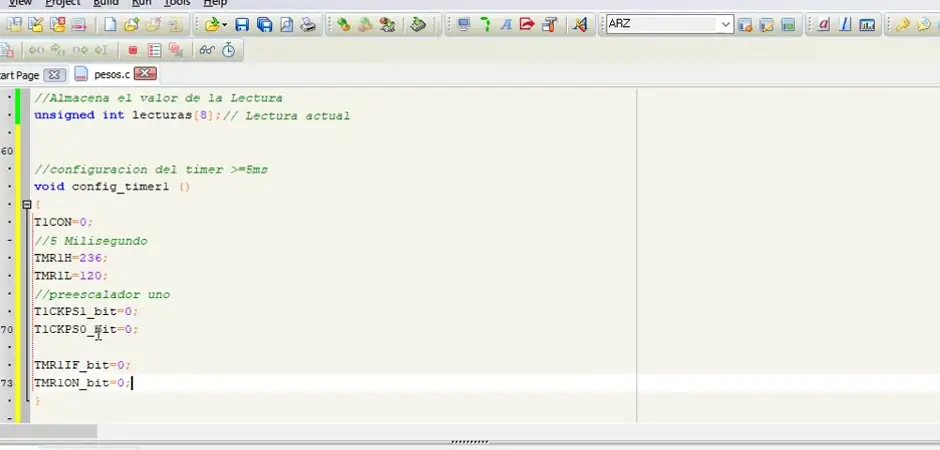 View Project Build Run Tools Help
ARZ
Start Page pesos.c
//Almacena el valor de la Lectura
unsigned int lecturas[8];// Lectura actual
60
//configuracion del timer >=5ms
void config_timer1 ()
{
T1CON=0;
//5 Milisegundo
TMR1H=236;
TMR1L=120;
//preescalador uno
T1CKPS1_bit=0;
70 T1CKPS0_bit=0;
TMR1IF_bit=0;
73 TMR1ON_bit=0;
}